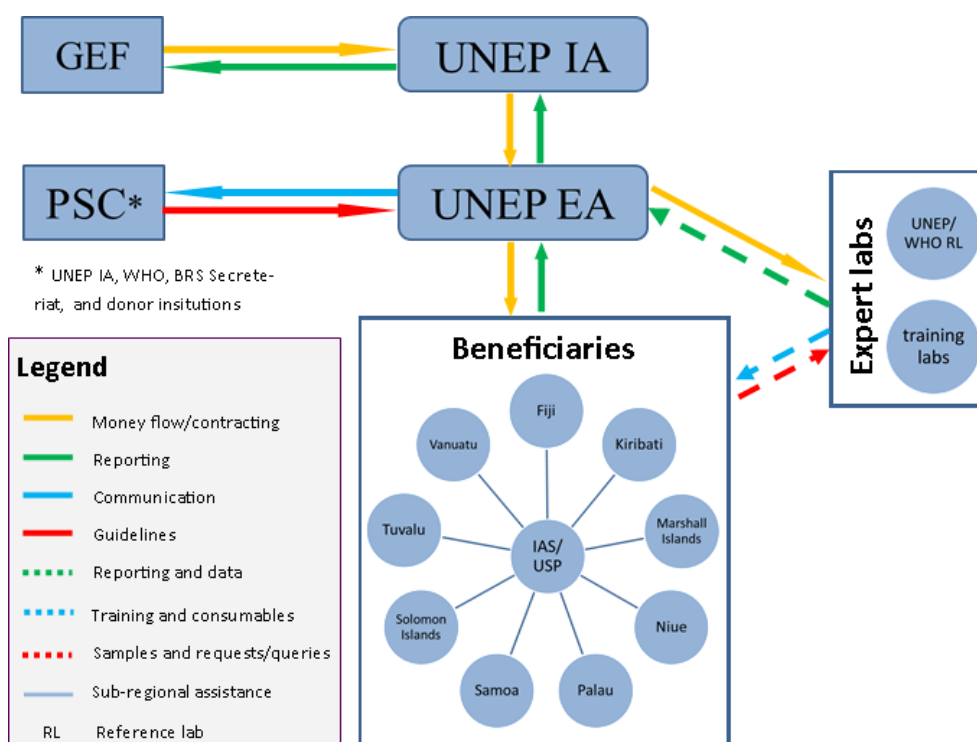 GEF
UNEP IA
PSC*
UNEP EA
* UNEP IA, WHO, BRS Secrete-
riat, and donor insitutions
Expert labs
UNEP/
WHO RL
training
labs
Legend
Money flow/contracting
Reporting
Communication
Guidelines
Reporting and data
Training and consumables
Samples and requests/queries
Sub-regional assistance
RL Reference lab
Beneficiaries
Fiji
Kiribati
Marshall
Islands
Niue
Palau
Samoa
Solomon
Islands
Tuvalu
Vanuatu
IAS/
USP